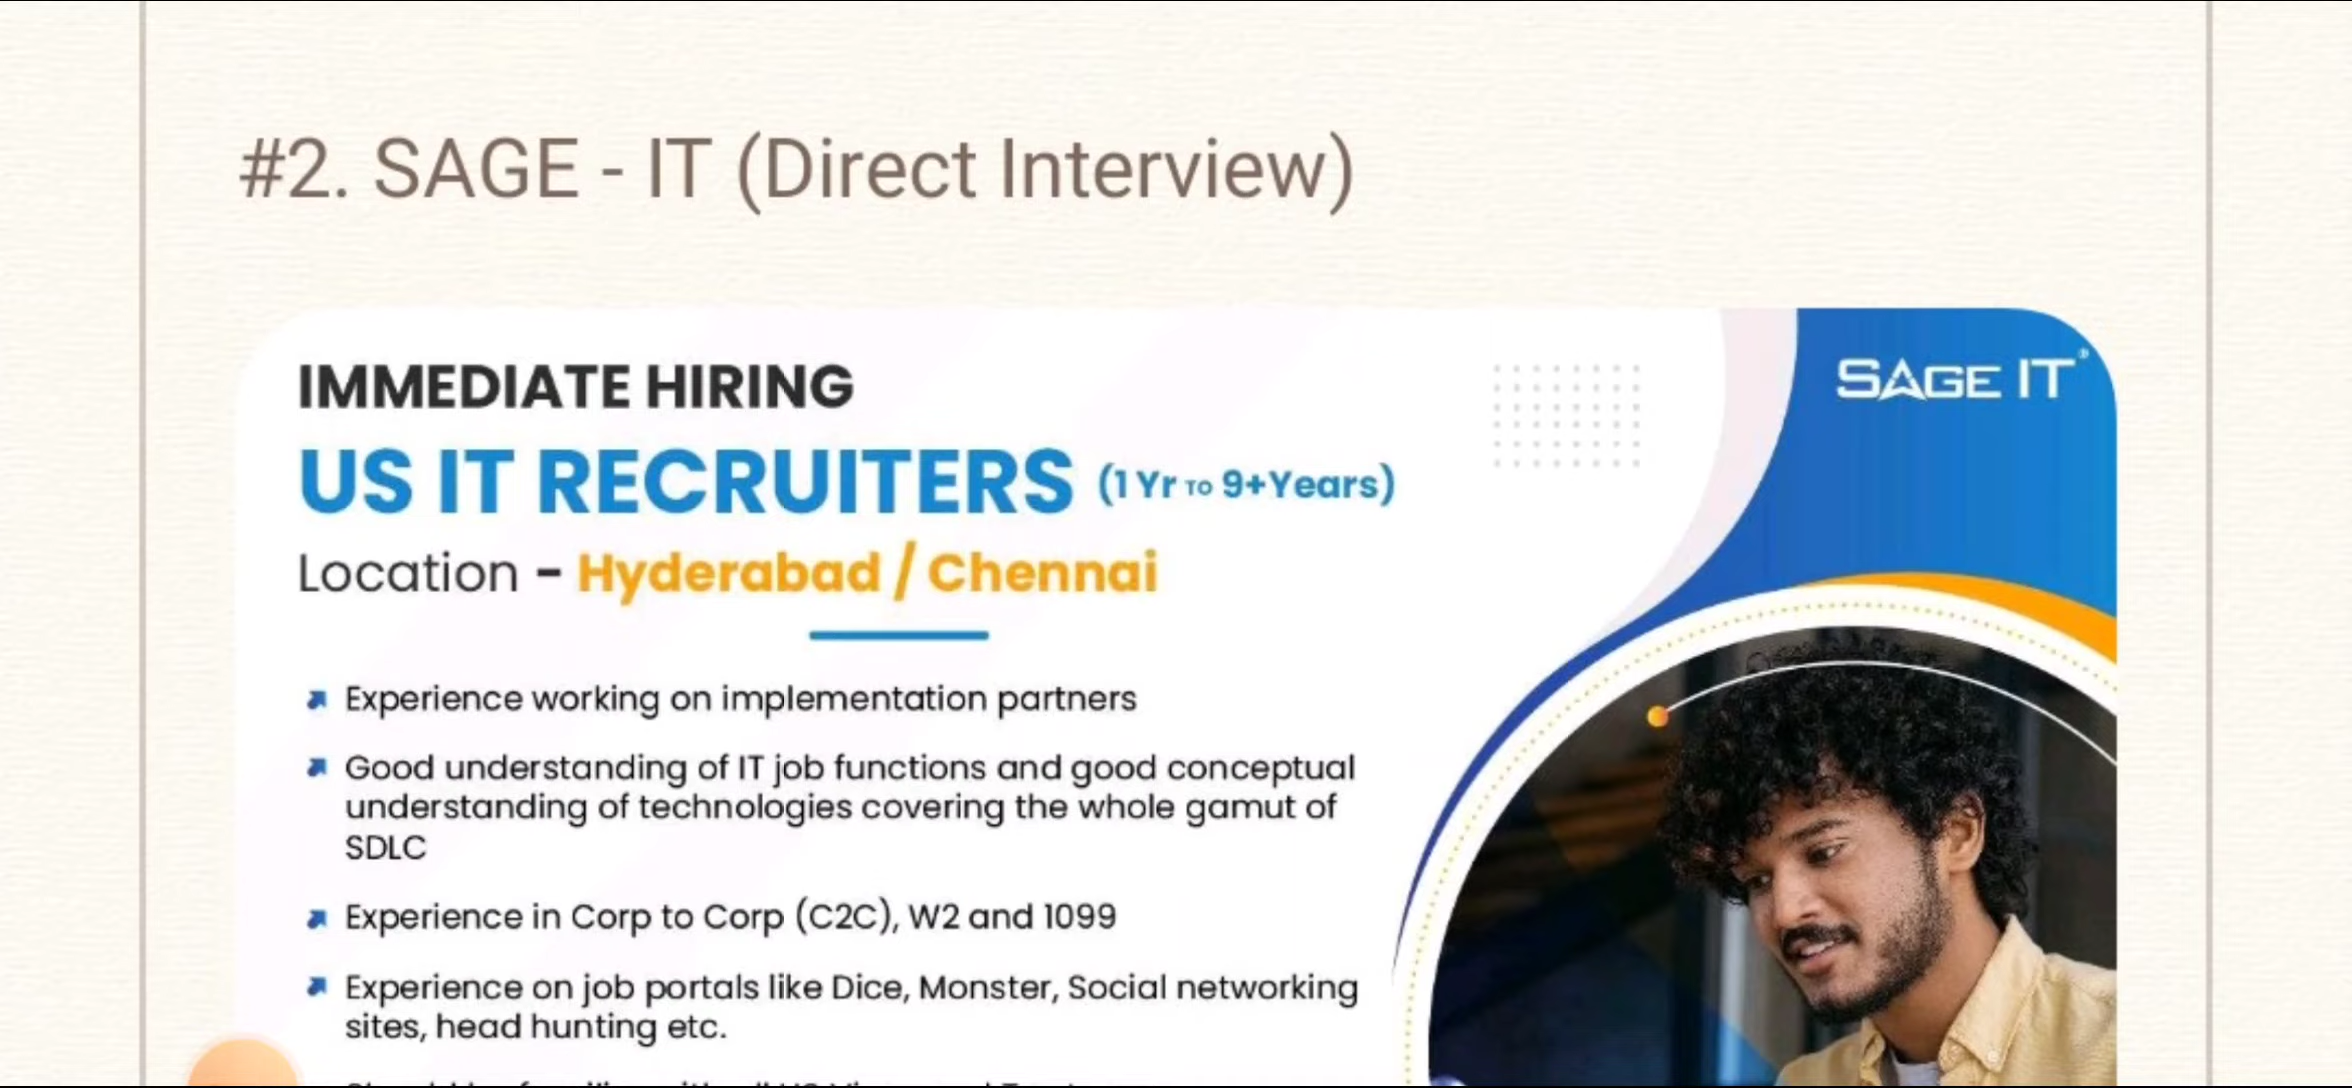 #2. SAGE - IT (Direct Interview)
SAGE IT®
IMMEDIATE HIRING
US IT RECRUITERS (1 Yr TO 9+Years)
Location - Hyderabad / Chennai
Experience working on implementation partners
Good understanding of IT job functions and good conceptual
understanding of technologies covering the whole gamut of
SDLC
Experience in Corp to Corp (C2C), W2 and 1099
Experience on job portals like Dice, Monster, Social networking
sites, head hunting etc.